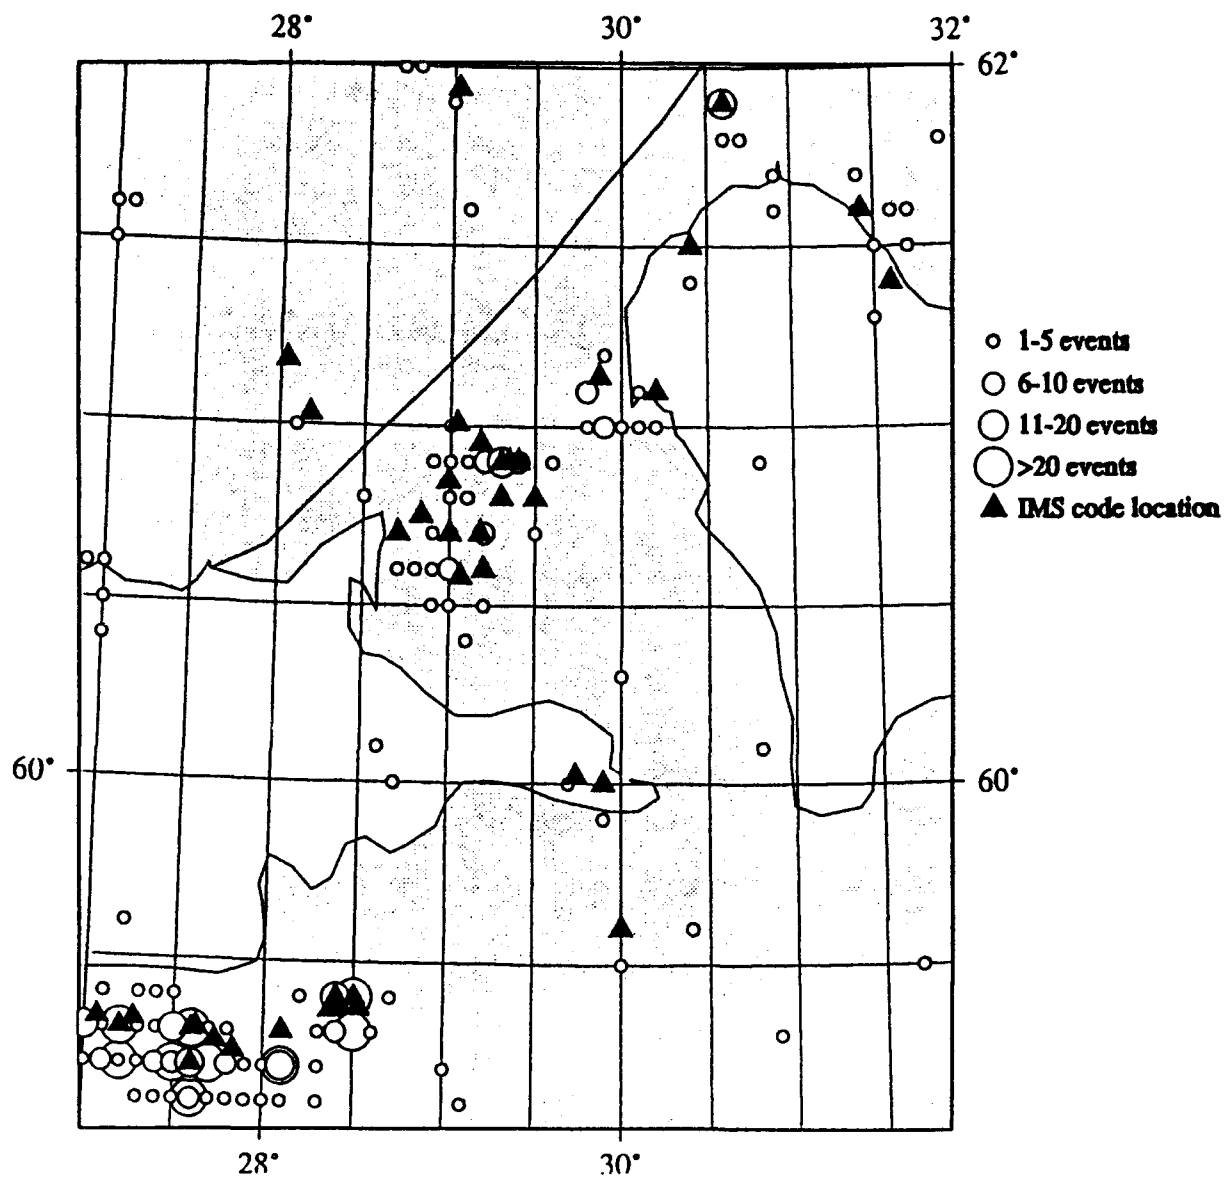 28° 30° 32°
62°
1-5 events
6-10 events
11-20 events
>20 events
IMS code location
60° 60°
28° 30°